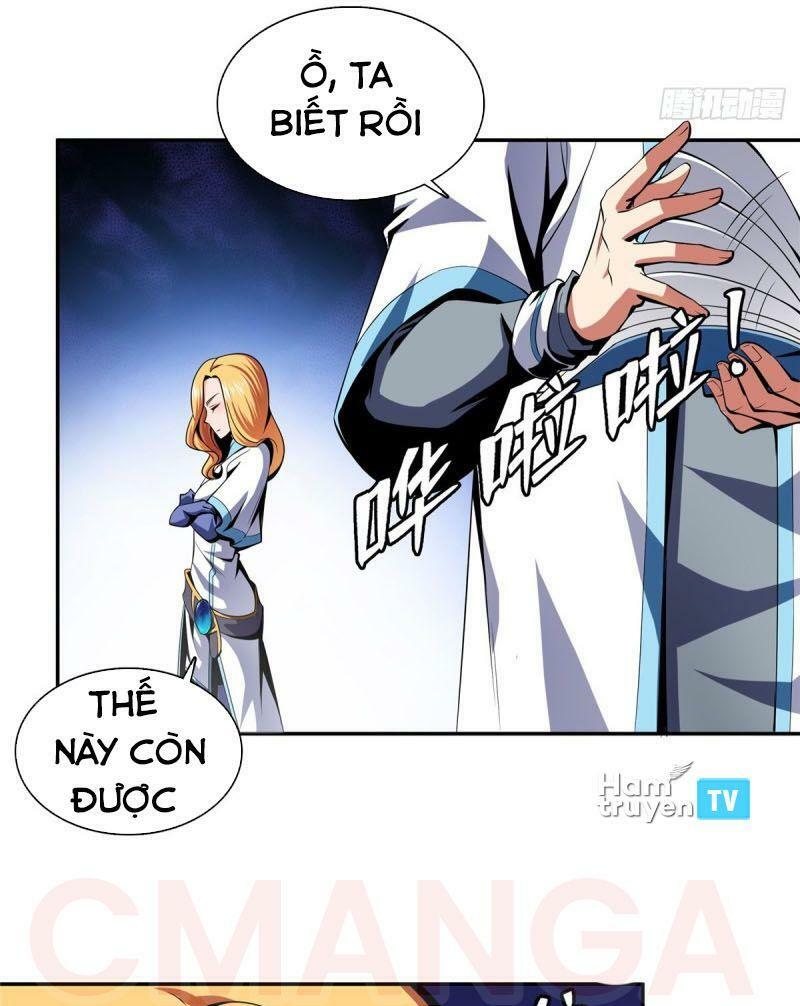 Ồ, TA
BIẾT RỒI
腾讯动漫
哗啦啦!
THẾ
NÀY CÒN
ĐƯỢC
Ham
truyen TV
CMANGA